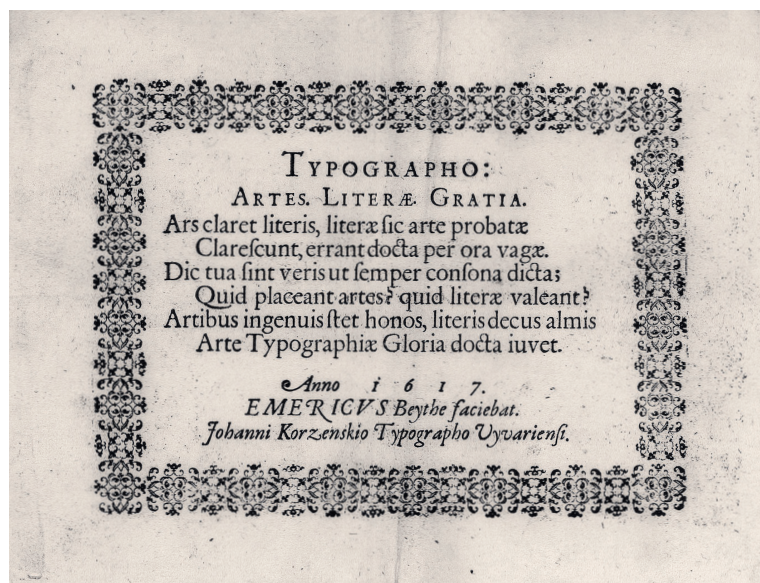 TYPOGRAPHO:
ARTES. LITERÆ. GRATIA.
Ars claret literis, literæ ſic arte probatæ
Clareſcunt, errant docta per ora vagæ.
Dic tua ſint veris ut ſemper conſona dicta;
Quid placeant artes? quid literæ valeant?
Artibus ingenuis ſtet honos, literis decus almis
Arte Typographiæ Gloria docta iuvet.
Anno 1617.
EMERICVS Beythe faciebat.
Johanni Korzenskio Typographo Uyvarienſi.